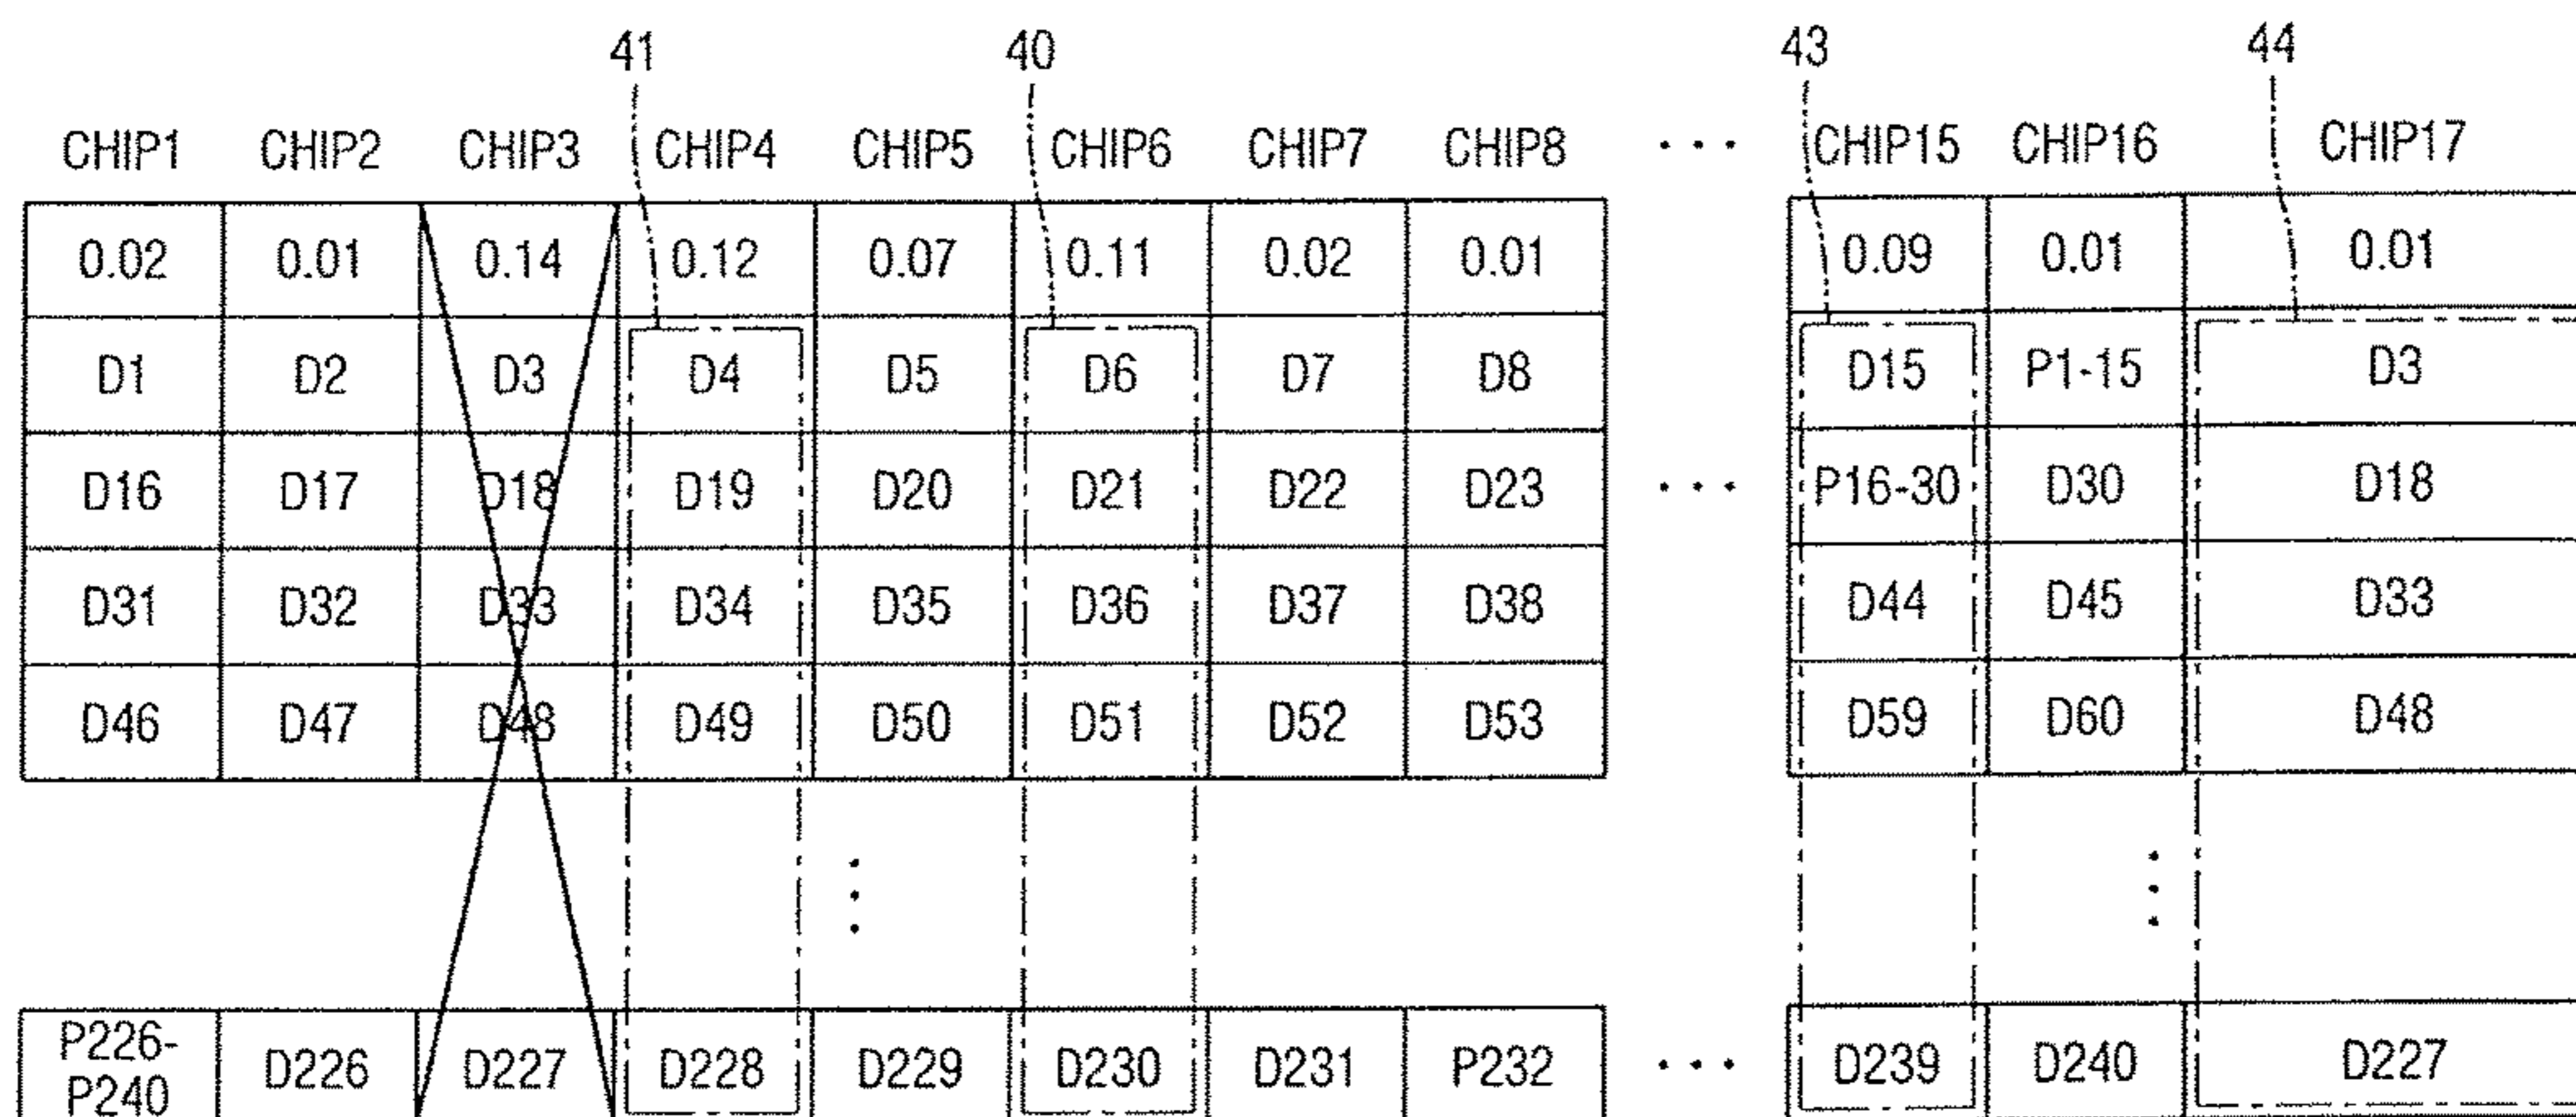 41 40 43 44
CHIP1 CHIP2 CHIP3 CHIP4 CHIP5 CHIP6 CHIP7 CHIP8 ... CHIP15 CHIP16 CHIP17
0.02 0.01 0.14 0.12 0.07 0.11 0.02 0.01 0.09 0.01 0.01
D1 D2 D3 D4 D5 D6 D7 D8 D15 P1-15 D3
D16 D17 D18 D19 D20 D21 D22 D23 ... P16-30 D30 D18
D31 D32 D33 D34 D35 D36 D37 D38 D44 D45 D33
D46 D47 D48 D49 D50 D51 D52 D53 D59 D60 D48
P226-
P240 D226 D227 D228 D229 D230 D231 P232 ... D239 D240 D227